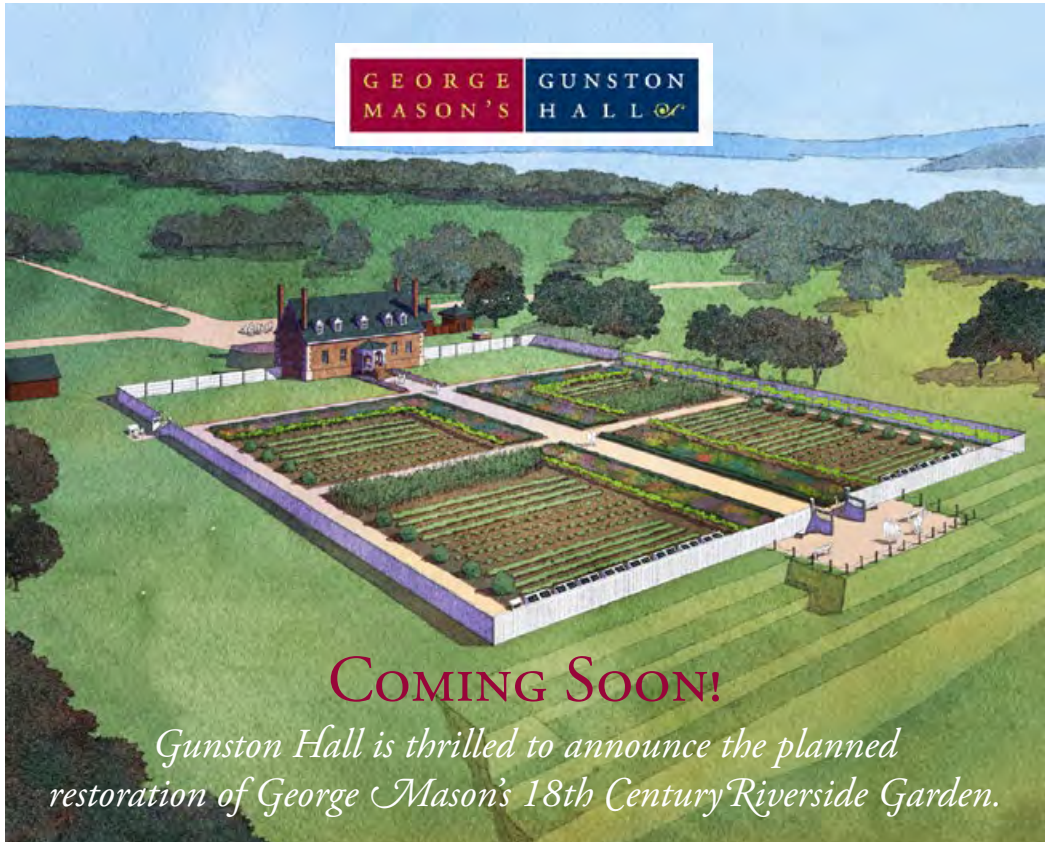 GEORGE
MASON'S
GUNSTON
HALL
COMING SOON!
Gunston Hall is thrilled to announce the planned
restoration of George Mason's 18th Century Riverside Garden.